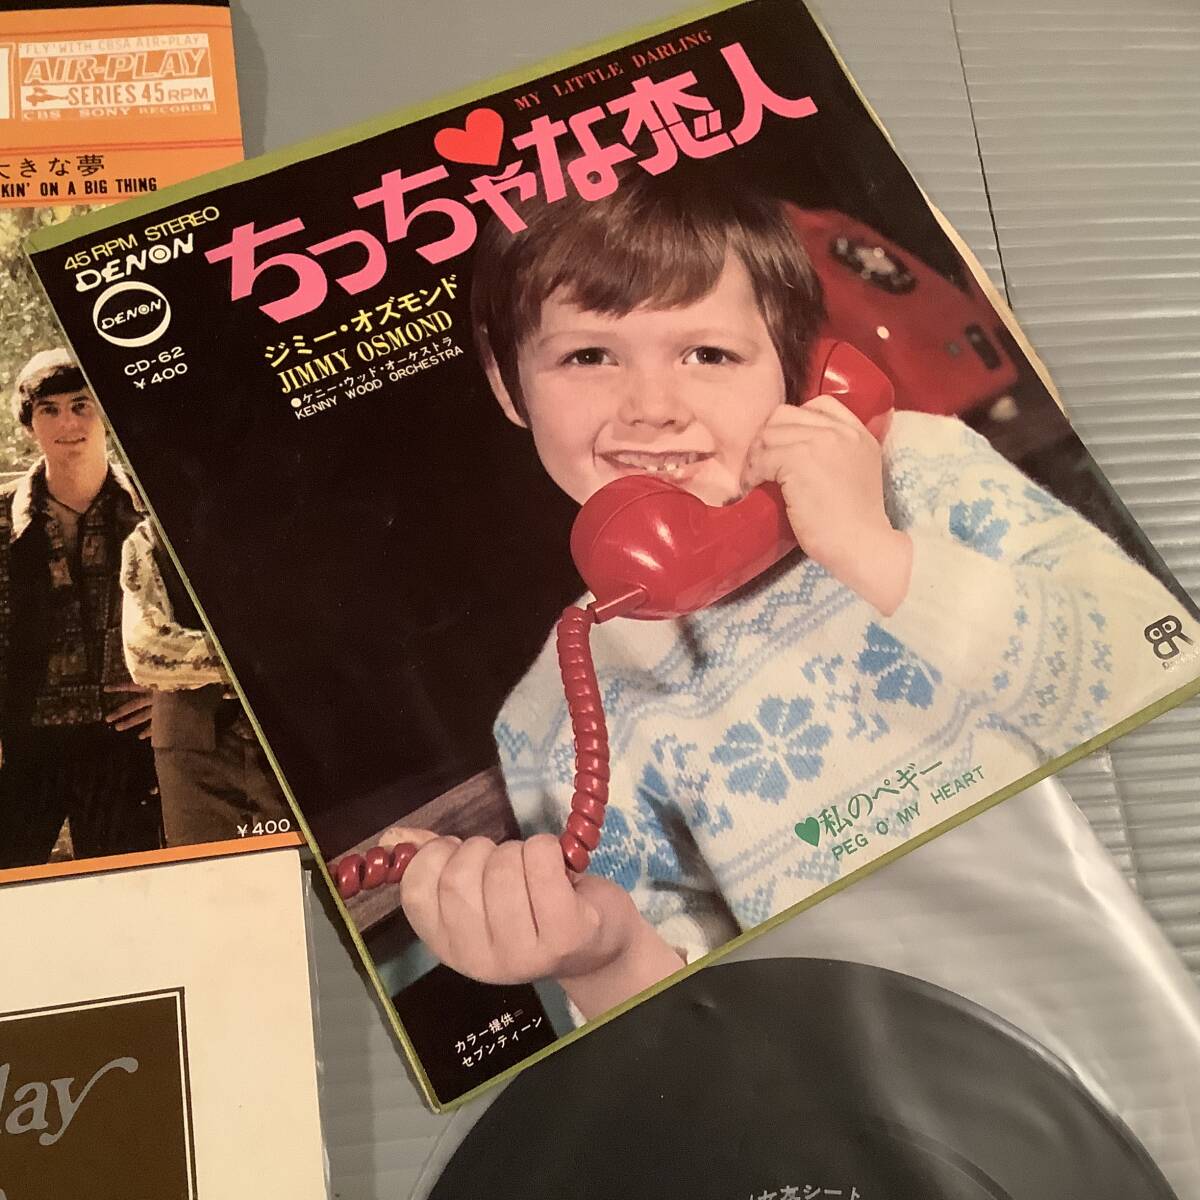 "FLY" WITH CBSA AIR-PLAY
AIR-PLAY
SERIES 45 RPM
CBS SONY RECORDS
大きな夢
KIN' ON A BIG THING
¥400
MY LITTLE DARLING
ちっちゃな恋人
45 RPM STEREO
DENON
DENON
CD-62
¥400
ジミー・オズモンド
JIMMY OSMOND
●ケニー・ウッド・オーケストラ
KENNY WOOD ORCHESTRA
私のペギー
PEG O' MY HEART
カラー提供=
セブンティーン
lay
シート